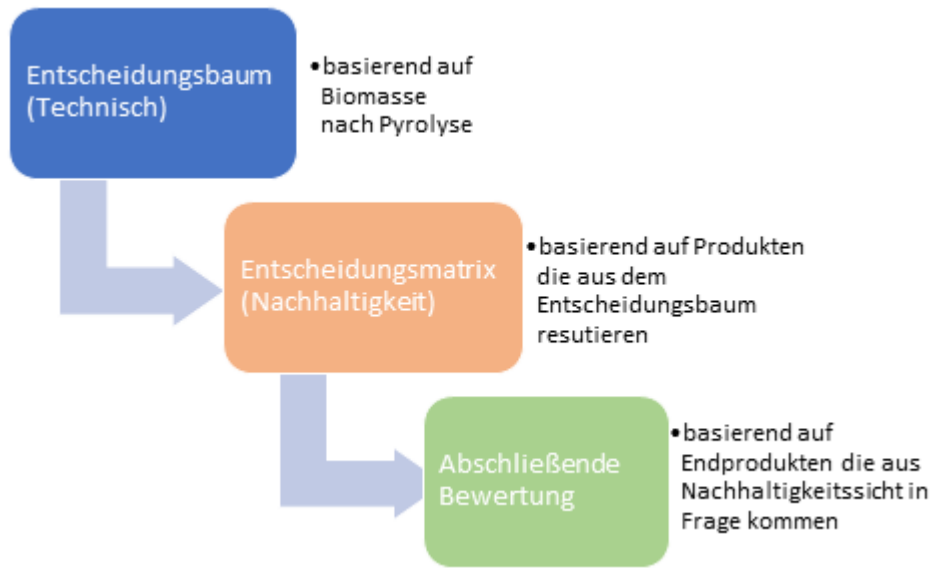 Entscheidungsbaum
(Technisch)
•basierend auf
Biomasse
nach Pyrolyse
Entscheidungsmatrix
(Nachhaltigkeit)
•basierend auf Produkten
die aus dem
Entscheidungsbaum
resutieren
Abschließende
Bewertung
•basierend auf
Endprodukten die aus
Nachhaltigkeitssicht in
Frage kommen